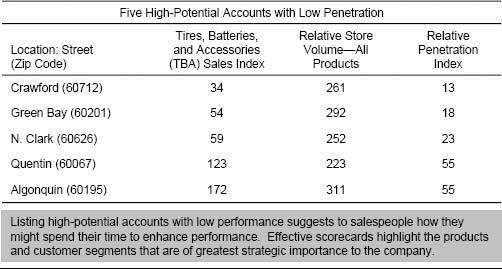 Five High-Potential Accounts with Low Penetration
Location: Street (Zip Code) Tires, Batteries, and Accessories (TBA) Sales Index Relative Store Volume—All Products Relative Penetration Index
Crawford (60712) 34 261 13
Green Bay (60201) 54 292 18
N. Clark (60626) 59 252 23
Quentin (60067) 123 223 55
Algonquin (60195) 172 311 55
Listing high-potential accounts with low performance suggests to salespeople how they
might spend their time to enhance performance. Effective scorecards highlight the products
and customer segments that are of greatest strategic importance to the company.